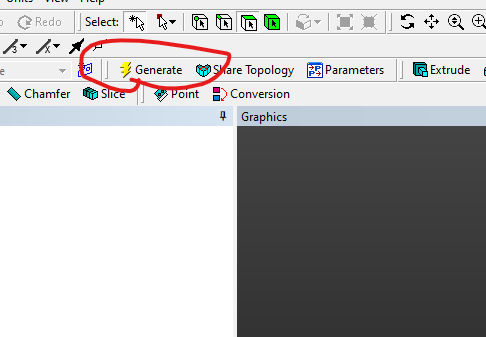 Units View Help
Redo Select:
Generate Share Topology Parameters Extrude
Chamfer Slice Point Conversion
Graphics